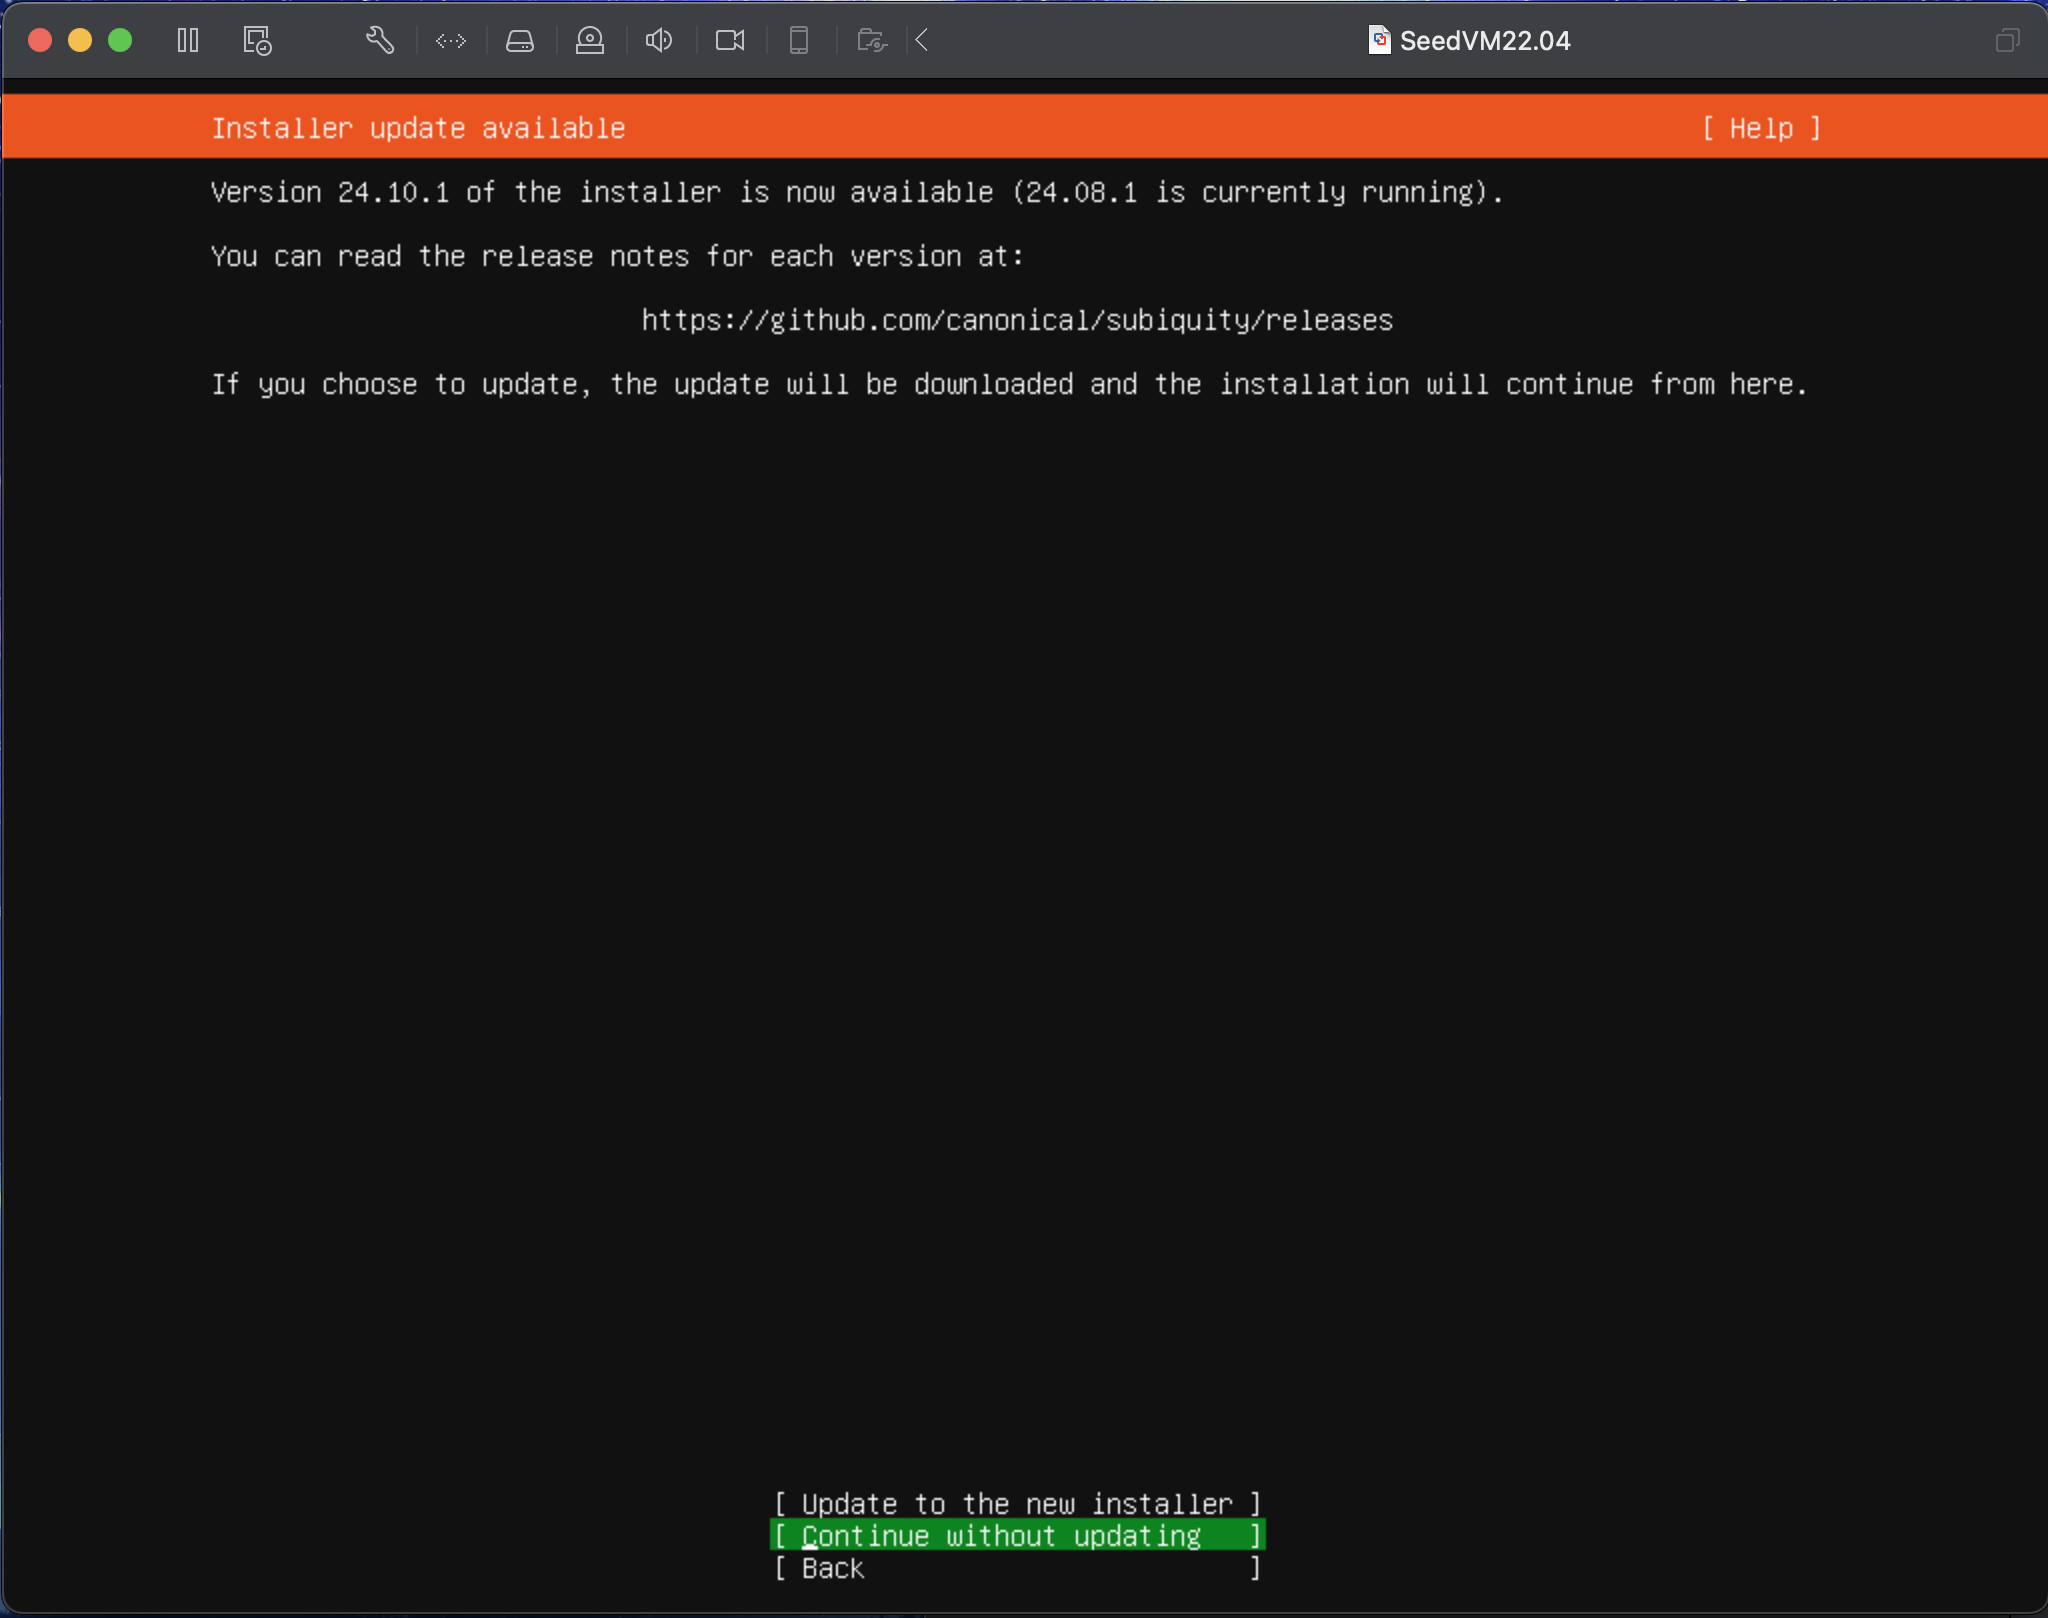 SeedVM22.04
Installer update available [ Help ]
Version 24.10.1 of the installer is now available (24.08.1 is currently running).
You can read the release notes for each version at:
https://github.com/canonical/subiquity/releases
If you choose to update, the update will be downloaded and the installation will continue from here.
[ Update to the new installer ]
[ Continue without updating ]
[ Back ]